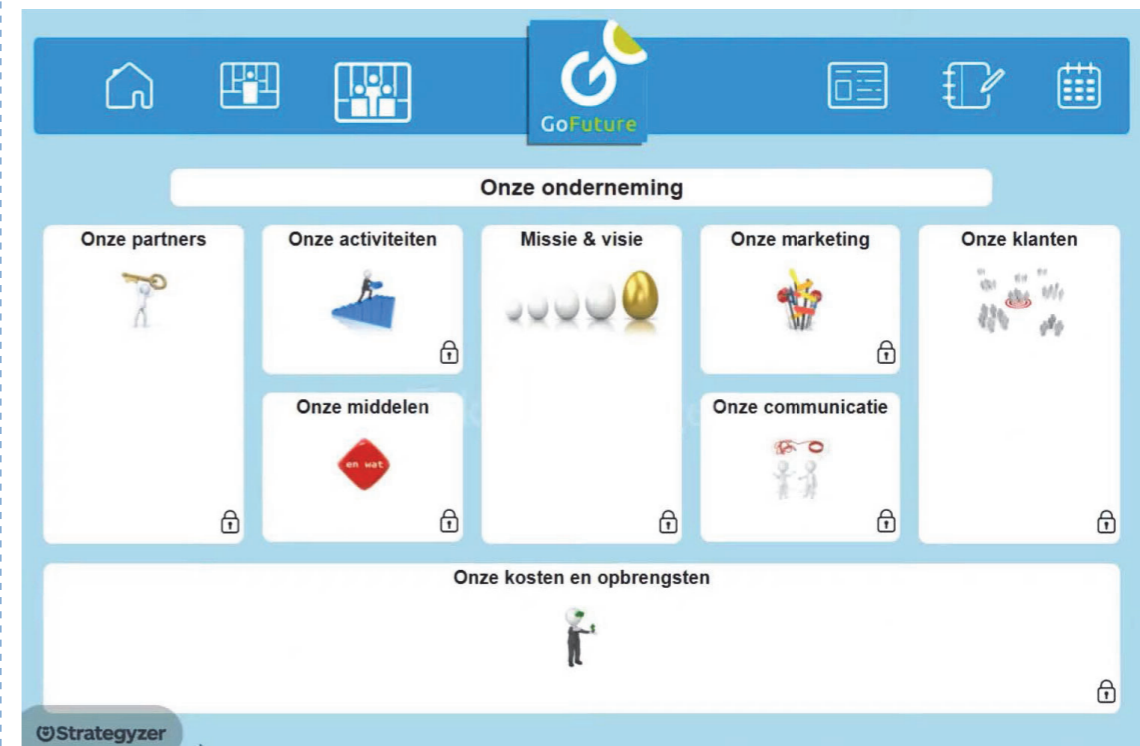 GoFuture
Onze onderneming
Onze partners
Onze activiteiten
Missie & visie
Onze marketing
Onze klanten
Onze middelen
en wat
Onze communicatie
Onze kosten en opbrengsten
Strategyzer